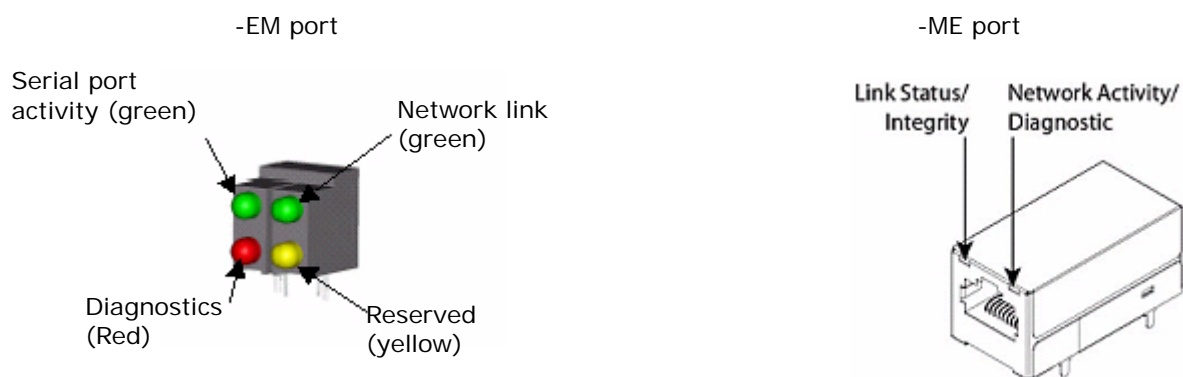 -EM port
-ME port
Serial port
activity (green)
Network link
(green)
Diagnostics
(Red)
Reserved
(yellow)
Link Status/
Integrity
Network Activity/
Diagnostic